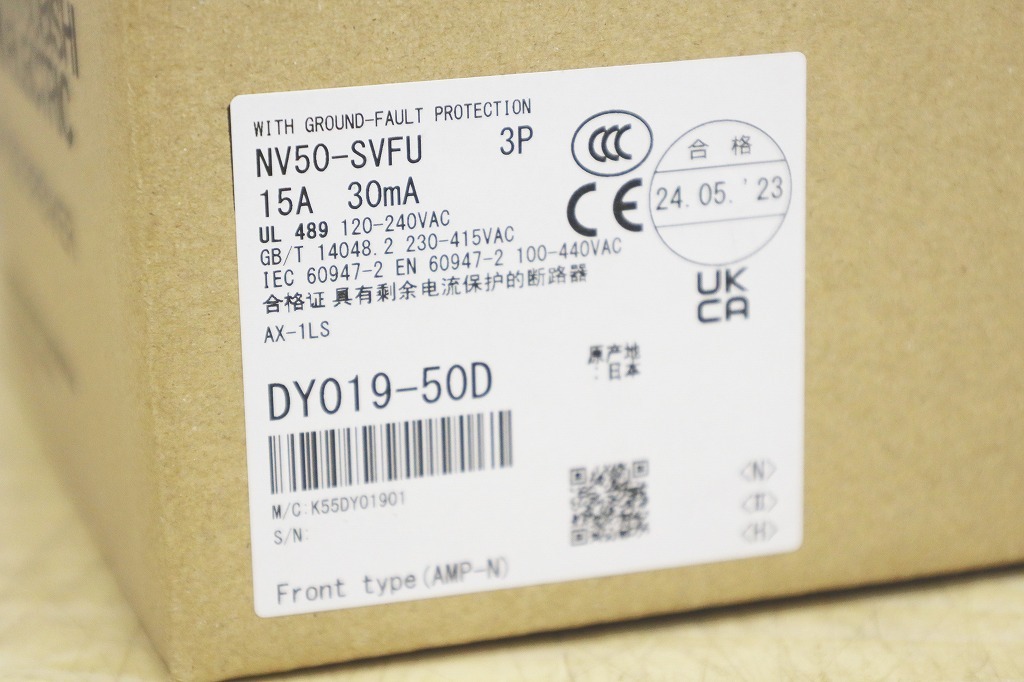 WITH GROUND-FAULT PROTECTION
NV50-SVFU 3P
15A 30mA
UL 489 120-240VAC
GB/T 14048.2 230-415VAC
IEC 60947-2 EN 60947-2 100-440VAC
合格证 具有剩余电流保护的断路器
AX-1LS
CCC
CE
合格
24.05.'23
UK
CA
原产地
:日本
DY019-50D
M/C:K55DY01901
S/N:
<N>
<H>
Front type(AMP-N)